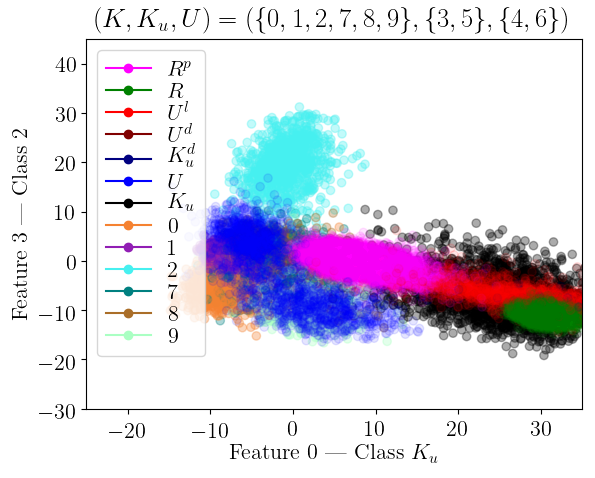 (K, K_u, U) = ({0, 1, 2, 7, 8, 9}, {3, 5}, {4, 6})
40
30
20
10
0
−10
−20
−30
Feature 3 — Class 2
R^p
R
U^l
U^d
K_u^d
U
K_u
0
1
2
7
8
9
−20 −10 0 10 20 30
Feature 0 — Class K_u